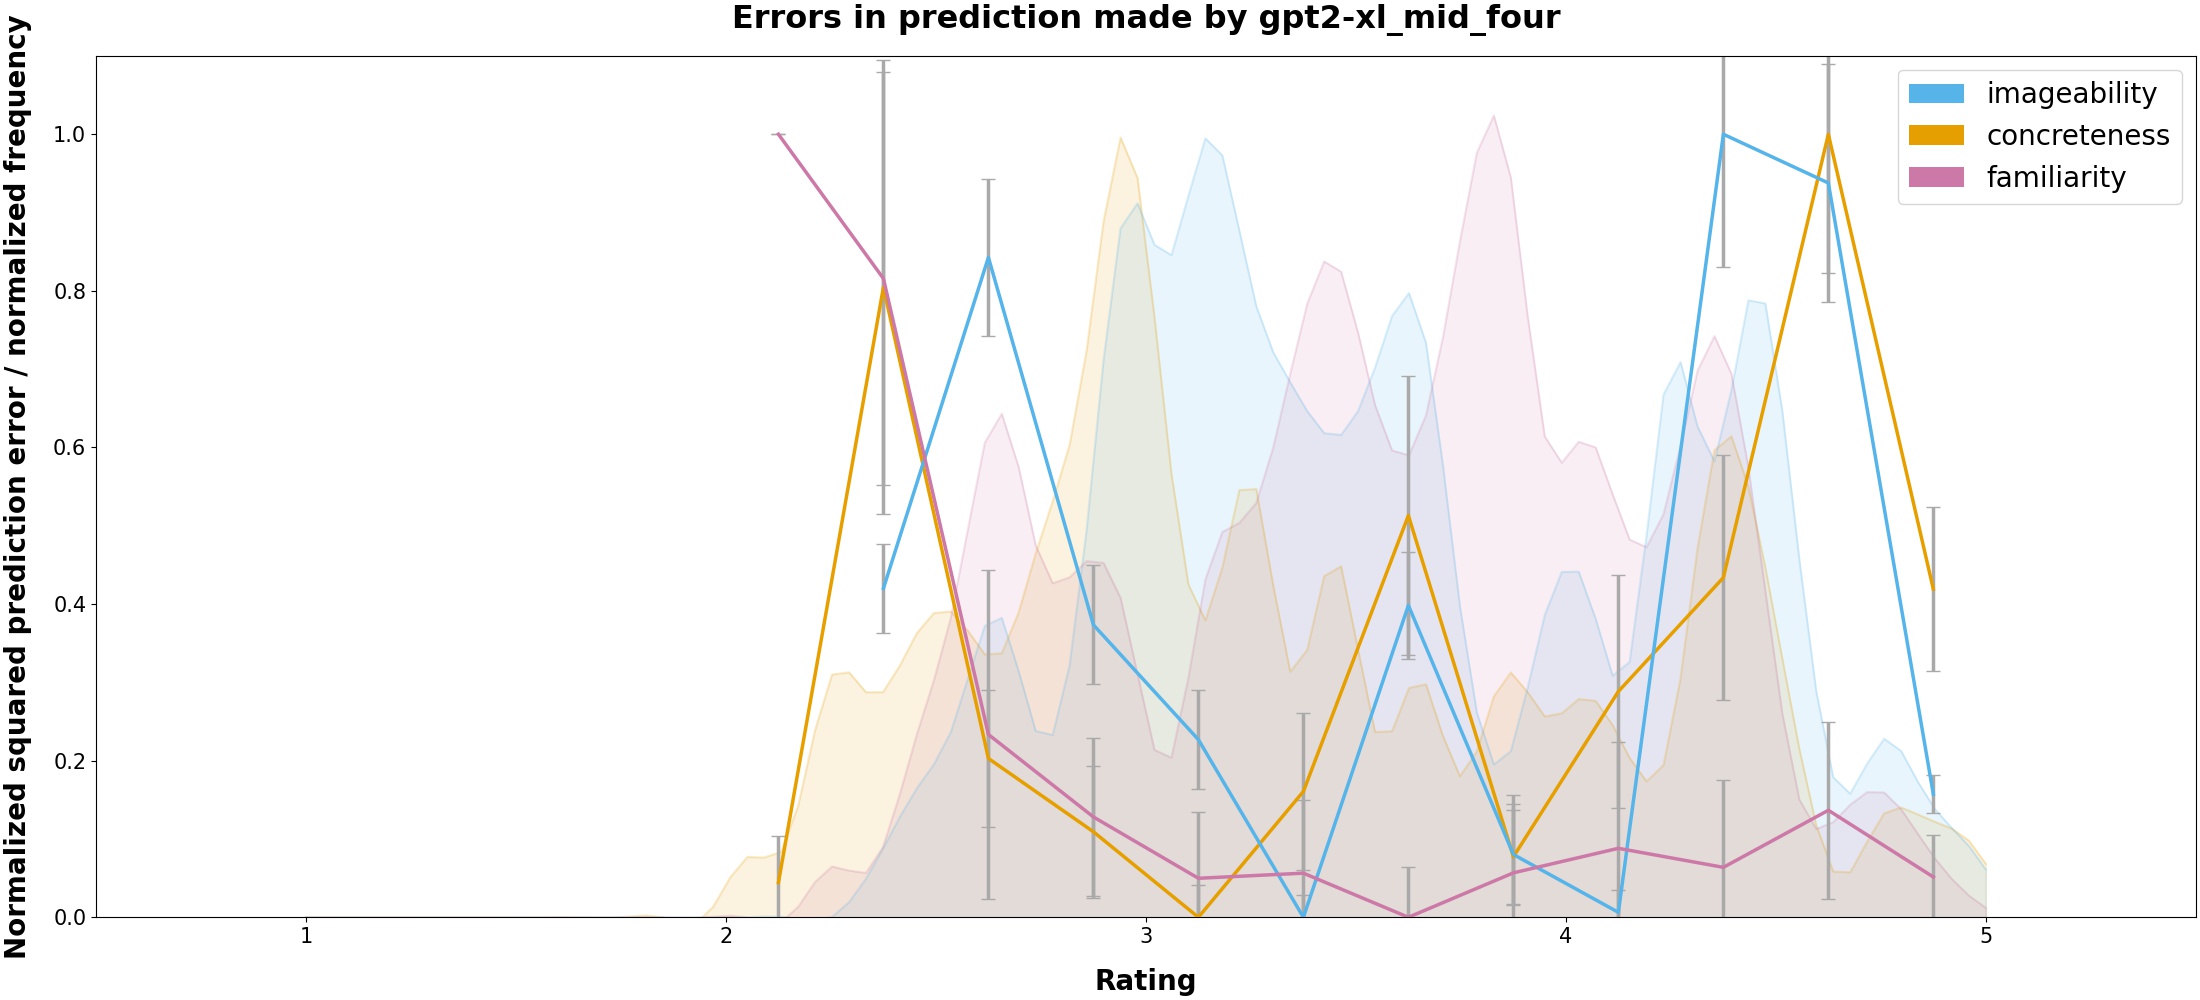 Errors in prediction made by gpt2-xl_mid_four
Normalized squared prediction error / normalized frequency
1.0
0.8
0.6
0.4
0.2
0.0
imageability
concreteness
familiarity
1 2 3 4 5
Rating